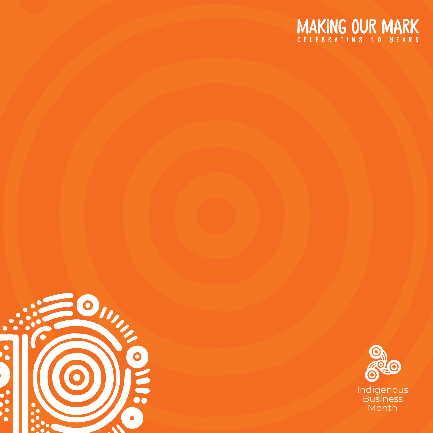 MAKING OUR MARK
CELEBRATING 10 YEARS
Indigenous
Business
Month